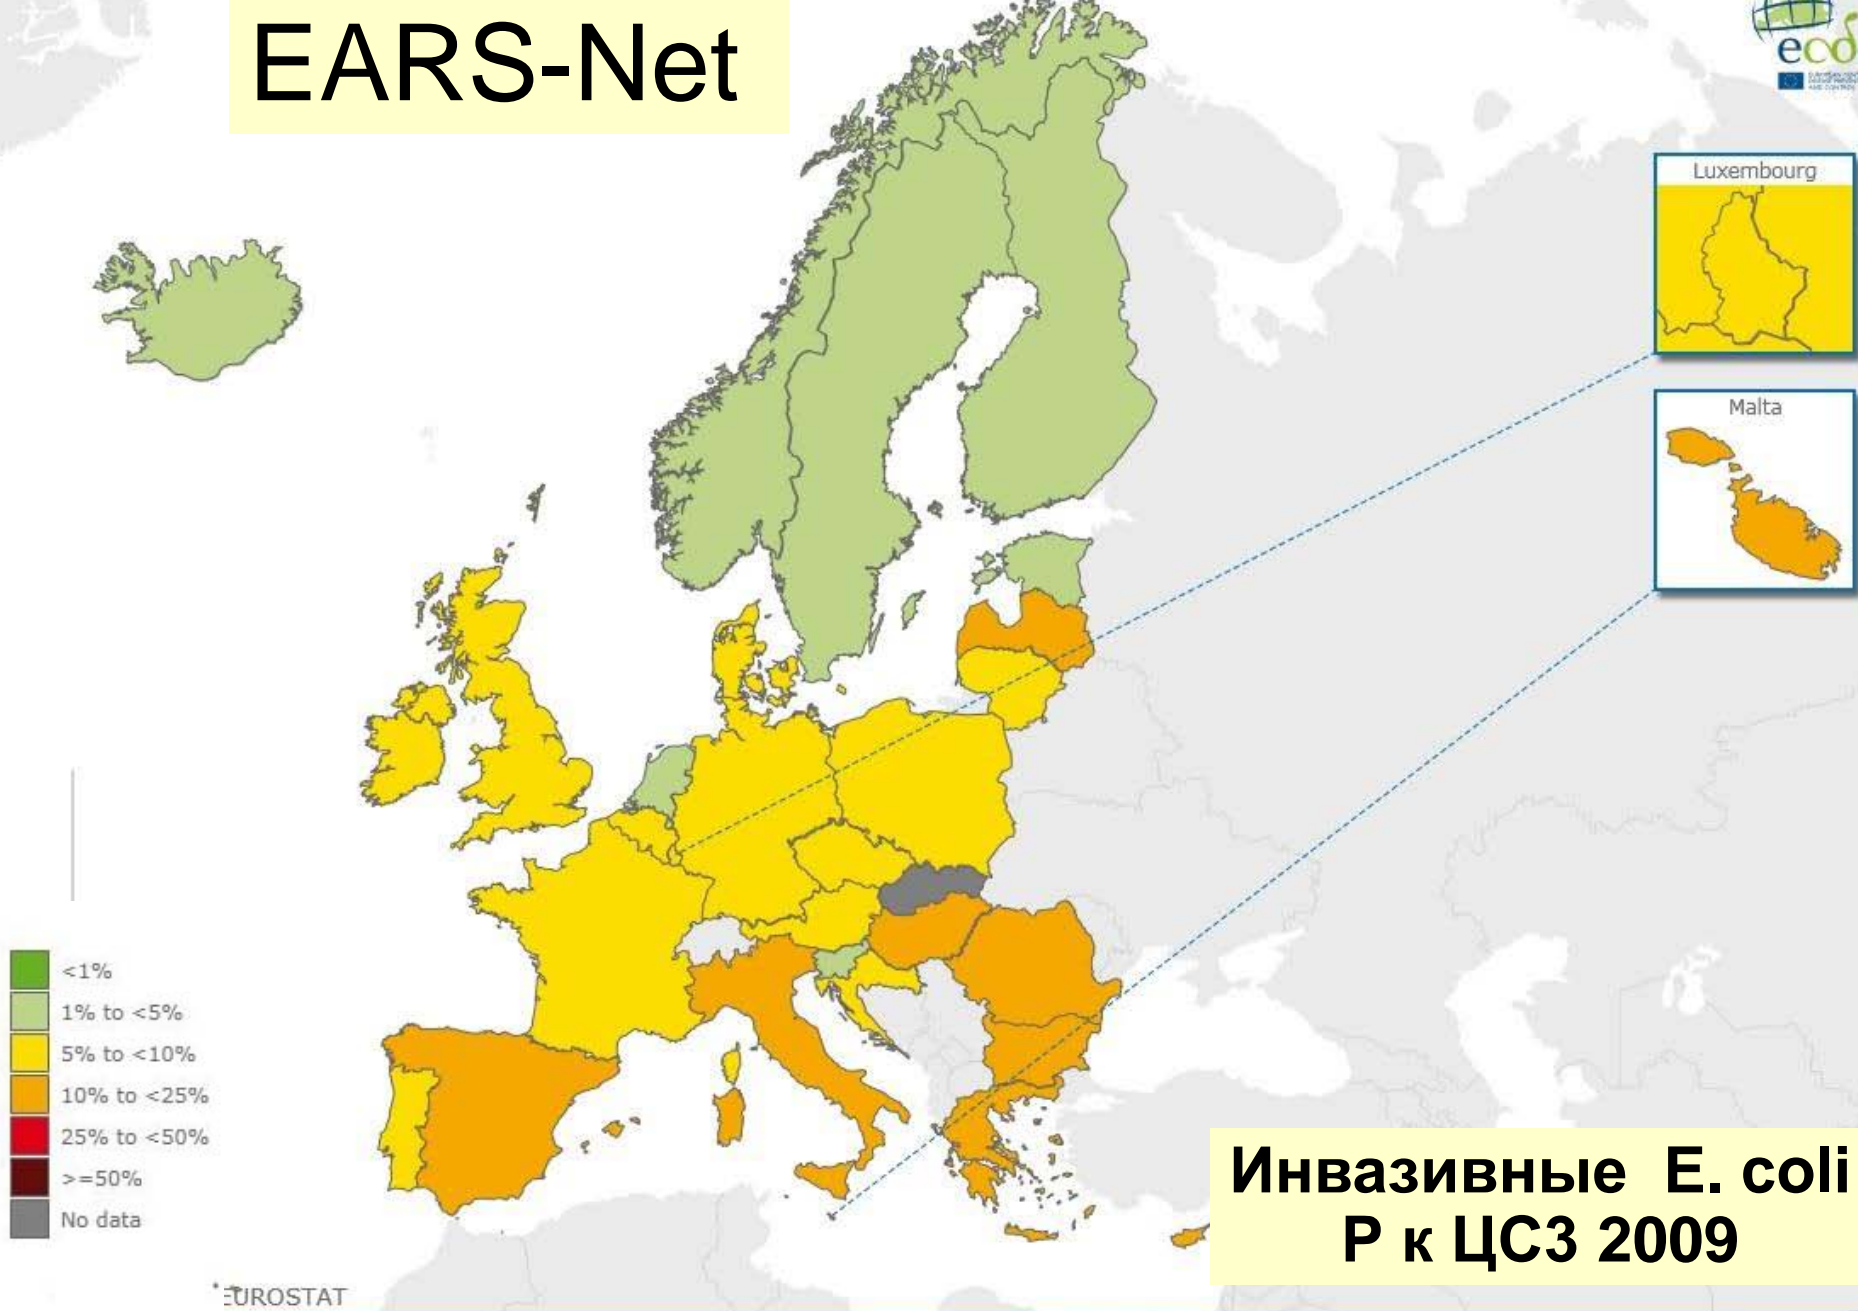 EARS-Net
Luxembourg
Malta
<1%
1% to <5%
5% to <10%
10% to <25%
25% to <50%
>=50%
No data
Инвазивные E. coli
Р к ЦС3 2009
EUROSTAT